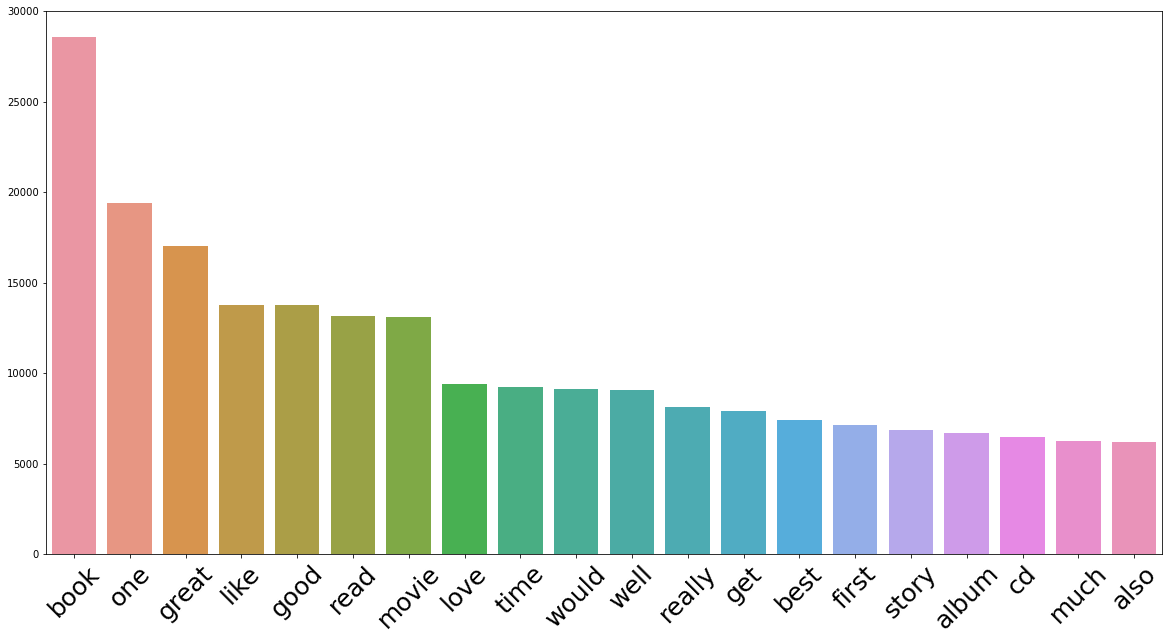 30000
25000
20000
15000
10000
5000
0
book
one
great
like
good
read
movie
love
time
would
well
really
get
best
first
story
album
cd
much
also